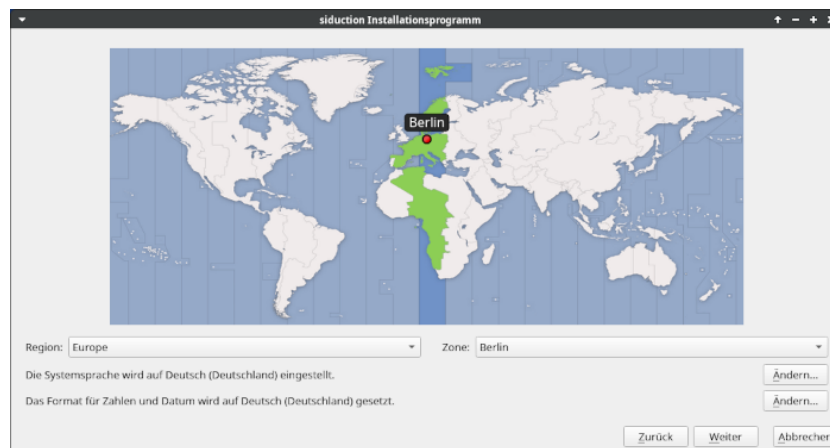 siduction Installationsprogramm
Berlin
Region: Europe Zone: Berlin
Die Systemsprache wird auf Deutsch (Deutschland) eingestellt. Ändern...
Das Format für Zahlen und Datum wird auf Deutsch (Deutschland) gesetzt. Ändern...
Zurück Weiter Abbrechen